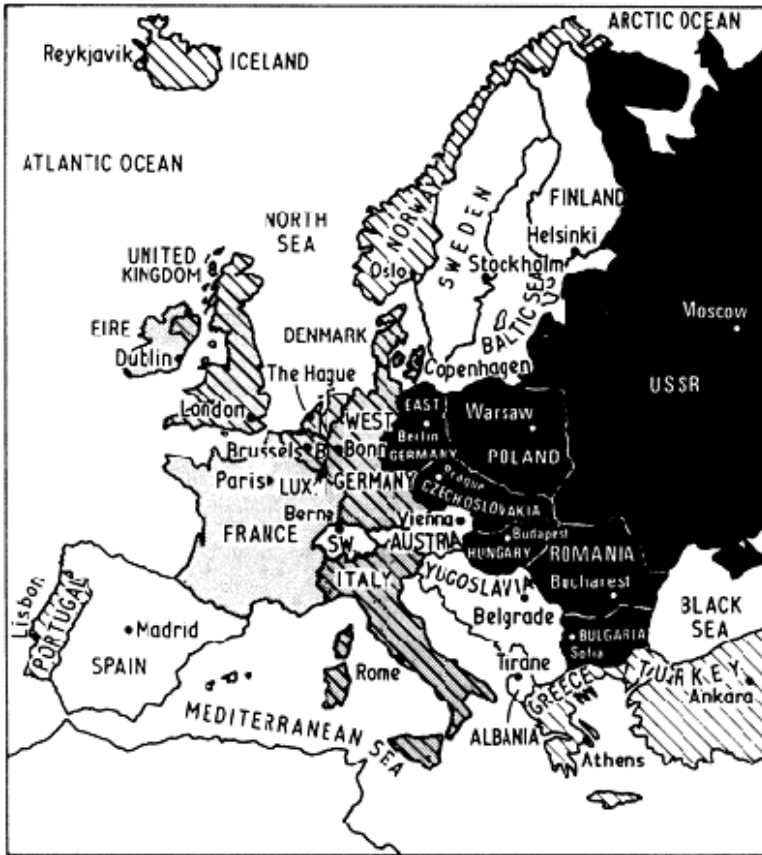 ARCTIC OCEAN
Reykjavik
ICELAND
ATLANTIC OCEAN
NORTH
SEA
NORWAY
FINLAND
UNITED
KINGDOM
Oslo
SWEDEN
Helsinki
Stockholm
BALTIC SEA
Moscow
EIRE
Dublin
DENMARK
Copenhagen
The Hague
USSR
London
WEST
GERMANY
EAST
Berlin
GERMANY
Warsaw
POLAND
Brussels
B
Bonn
Paris
LUX.
Prague
CZECHOSLOVAKIA
Berne
Vienna
Budapest
FRANCE
SW.
AUSTRIA
HUNGARY
ROMANIA
ITALY
YUGOSLAVIA
Bucharest
Belgrade
BLACK
SEA
Lisbon
PORTUGAL
Madrid
SPAIN
BULGARIA
Sofia
Rome
Tirane
TURKEY
Ankara
GREECE
MEDITERRANEAN SEA
ALBANIA
Athens